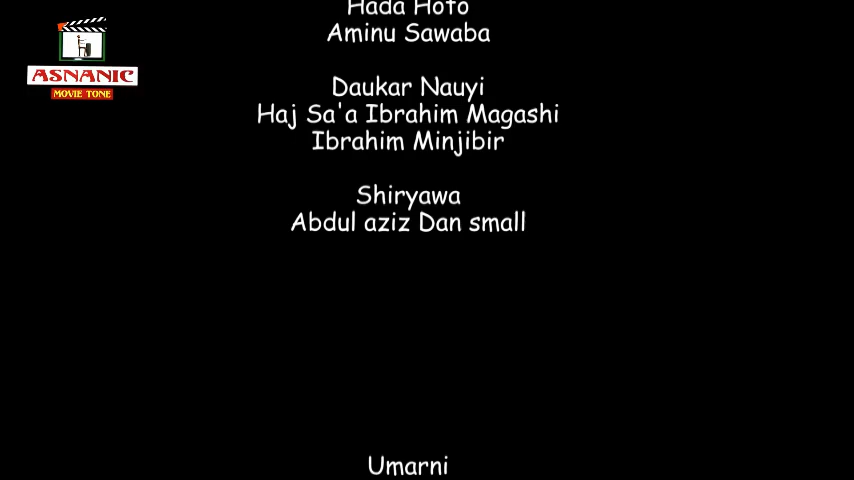 Hada Hoto
Aminu Sawaba
ASNANIC
MOVIE TONE
Daukar Nauyi
Haj Sa'a Ibrahim Magashi
Ibrahim Minjibir
Shiryawa
Abdul aziz Dan small
Umarni